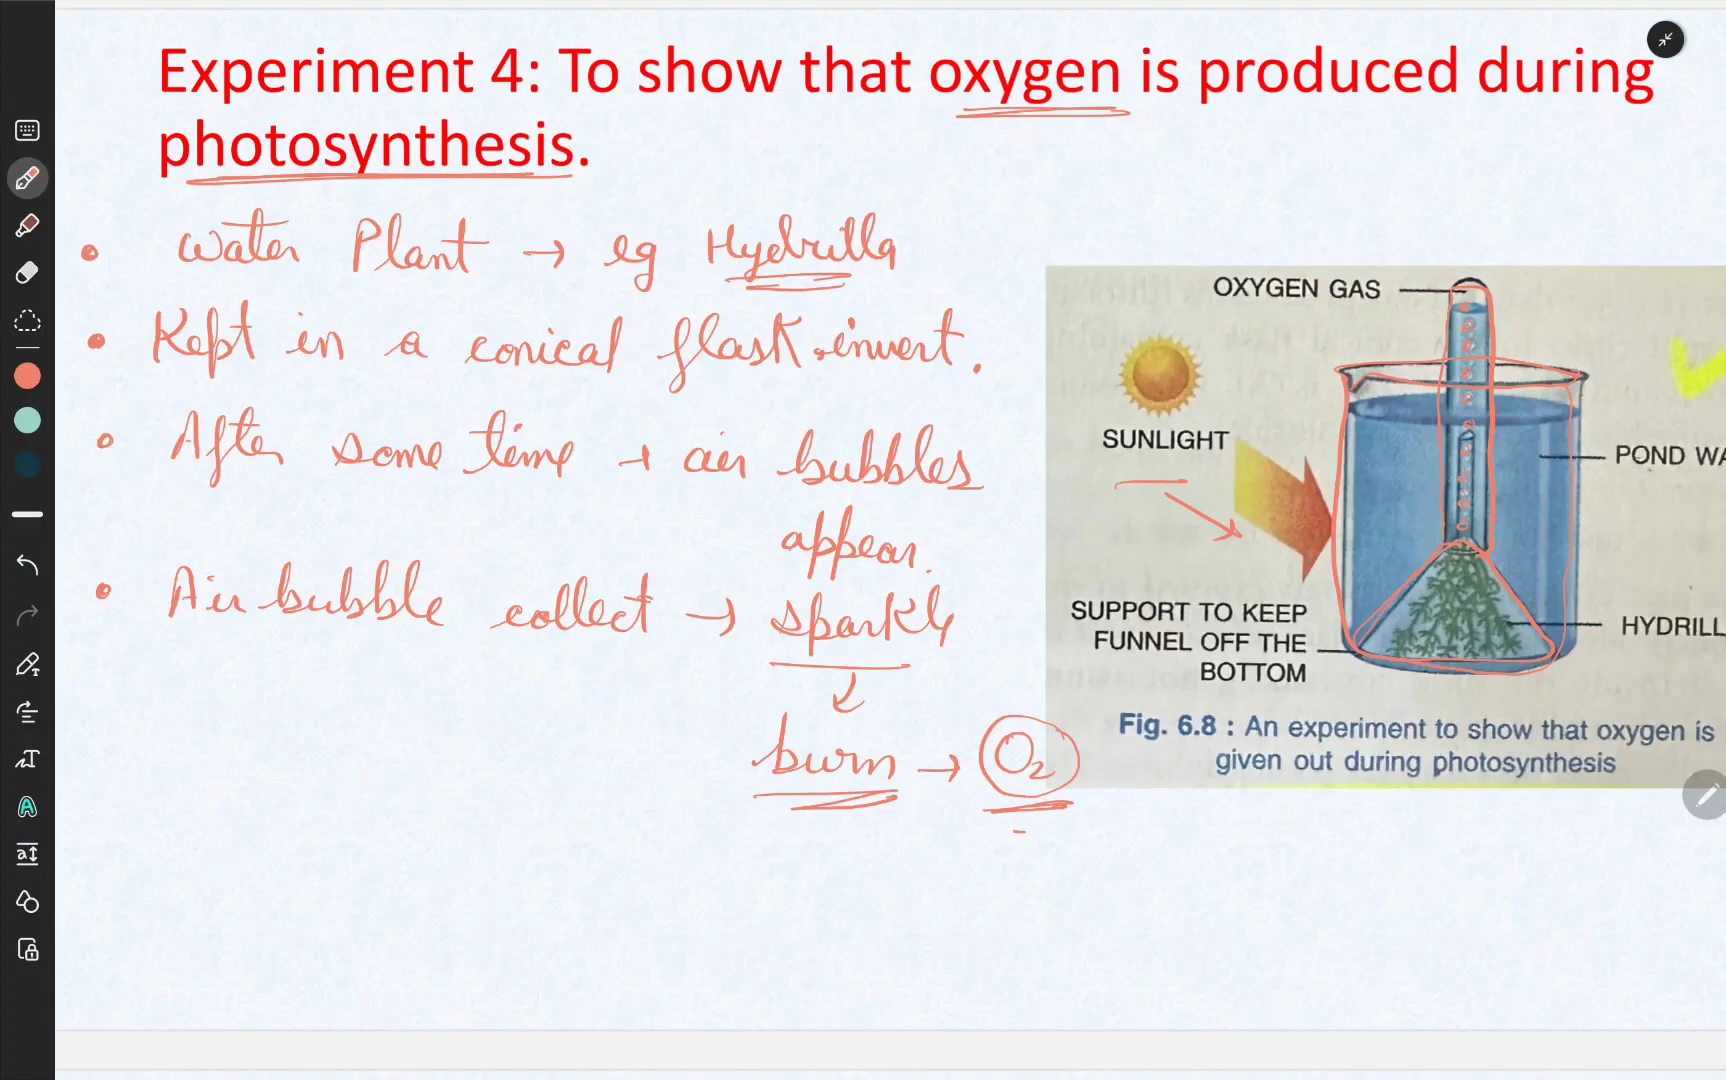 Experiment 4: To show that oxygen is produced during
photosynthesis.
• Water Plant → eg Hydrilla
• Kept in a conical flask. invert.
• After some time → air bubbles
appear.
• Air bubble collect → sparkle
burn → O₂
OXYGEN GAS
SUNLIGHT
POND WA
SUPPORT TO KEEP
FUNNEL OFF THE
BOTTOM
HYDRILL
Fig. 6.8 : An experiment to show that oxygen is
given out during photosynthesis